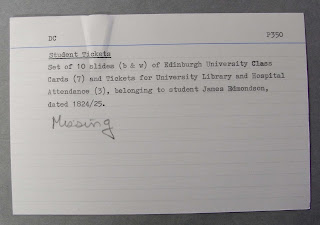 DC P350
Student Tickets
Set of 10 slides (b & w) of Edinburgh University Class
Cards (7) and Tickets for University Library and Hospital
Attendance (3), belonging to student James Edmondson,
dated 1824/25.
Missing